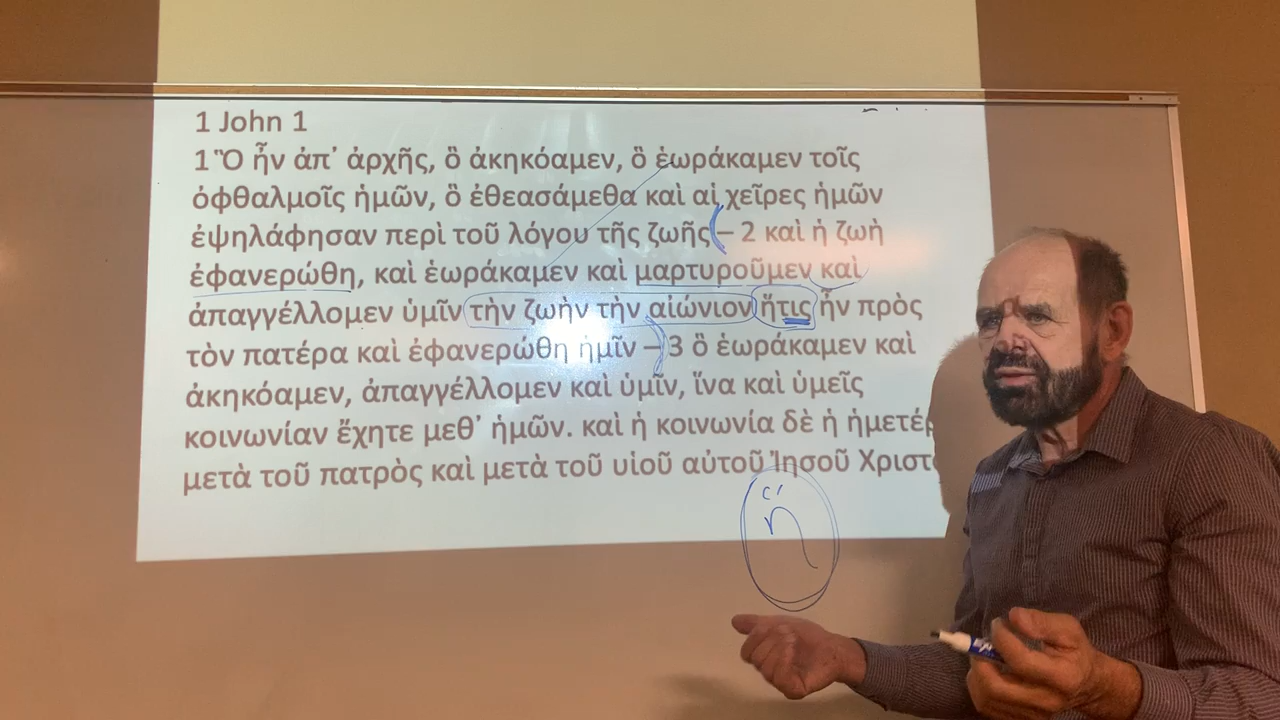 1 John 1
1 Ὃ ἦν ἀπ᾽ ἀρχῆς, ὃ ἀκηκόαμεν, ὃ ἑωράκαμεν τοῖς
ὀφθαλμοῖς ἡμῶν, ὃ ἐθεασάμεθα καὶ αἱ χεῖρες ἡμῶν
ἐψηλάφησαν περὶ τοῦ λόγου τῆς ζωῆς – 2 καὶ ἡ ζωὴ
ἐφανερώθη, καὶ ἑωράκαμεν καὶ μαρτυροῦμεν καὶ
ἀπαγγέλλομεν ὑμῖν τὴν ζωὴν τὴν αἰώνιον ἥτις ἦν πρὸς
τὸν πατέρα καὶ ἐφανερώθη ἡμῖν – 3 ὃ ἑωράκαμεν καὶ
ἀκηκόαμεν, ἀπαγγέλλομεν καὶ ὑμῖν, ἵνα καὶ ὑμεῖς
κοινωνίαν ἔχητε μεθ᾽ ἡμῶν. καὶ ἡ κοινωνία δὲ ἡ ἡμετέρ
μετὰ τοῦ πατρὸς καὶ μετὰ τοῦ υἱοῦ αὐτοῦ Ἰησοῦ Χριστ
ἥ